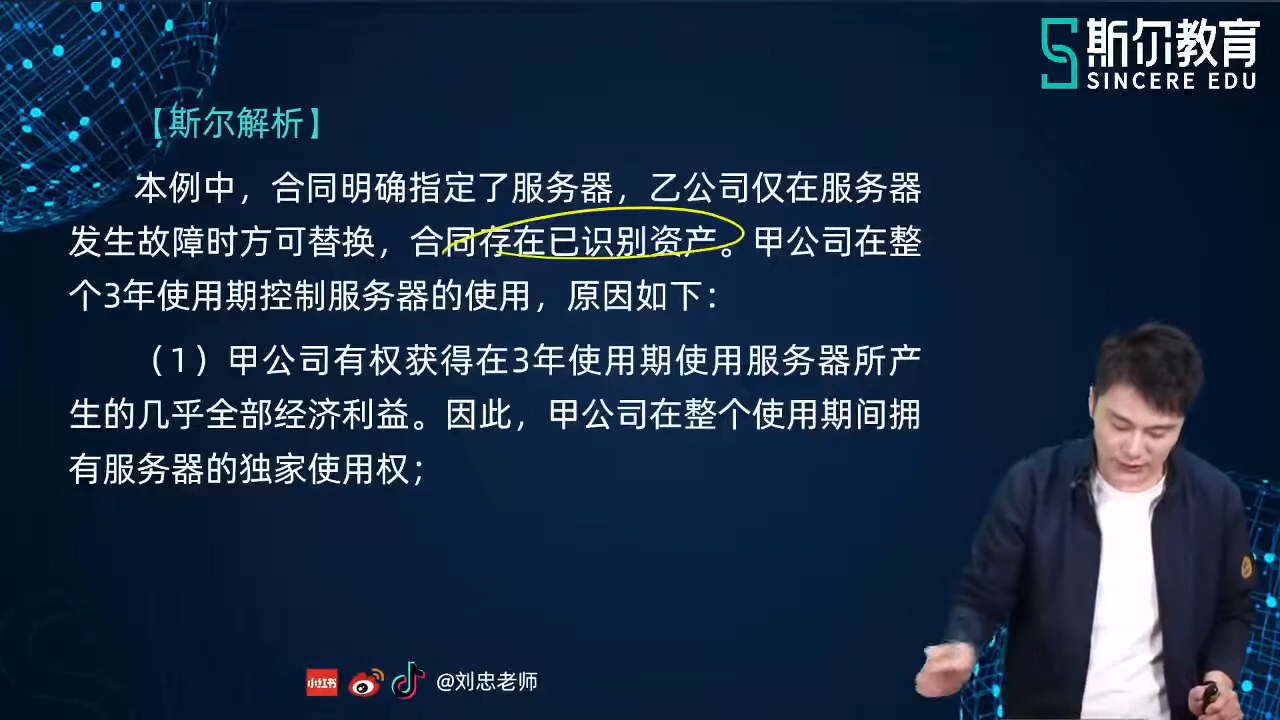 斯尔教育
SINCERE EDU
【斯尔解析】
本例中，合同明确指定了服务器，乙公司仅在服务器
发生故障时方可替换，合同存在已识别资产。甲公司在整
个3年使用期控制服务器的使用，原因如下：
（1）甲公司有权获得在3年使用期使用服务器所产
生的几乎全部经济利益。因此，甲公司在整个使用期间拥
有服务器的独家使用权；
小红书
@刘忠老师